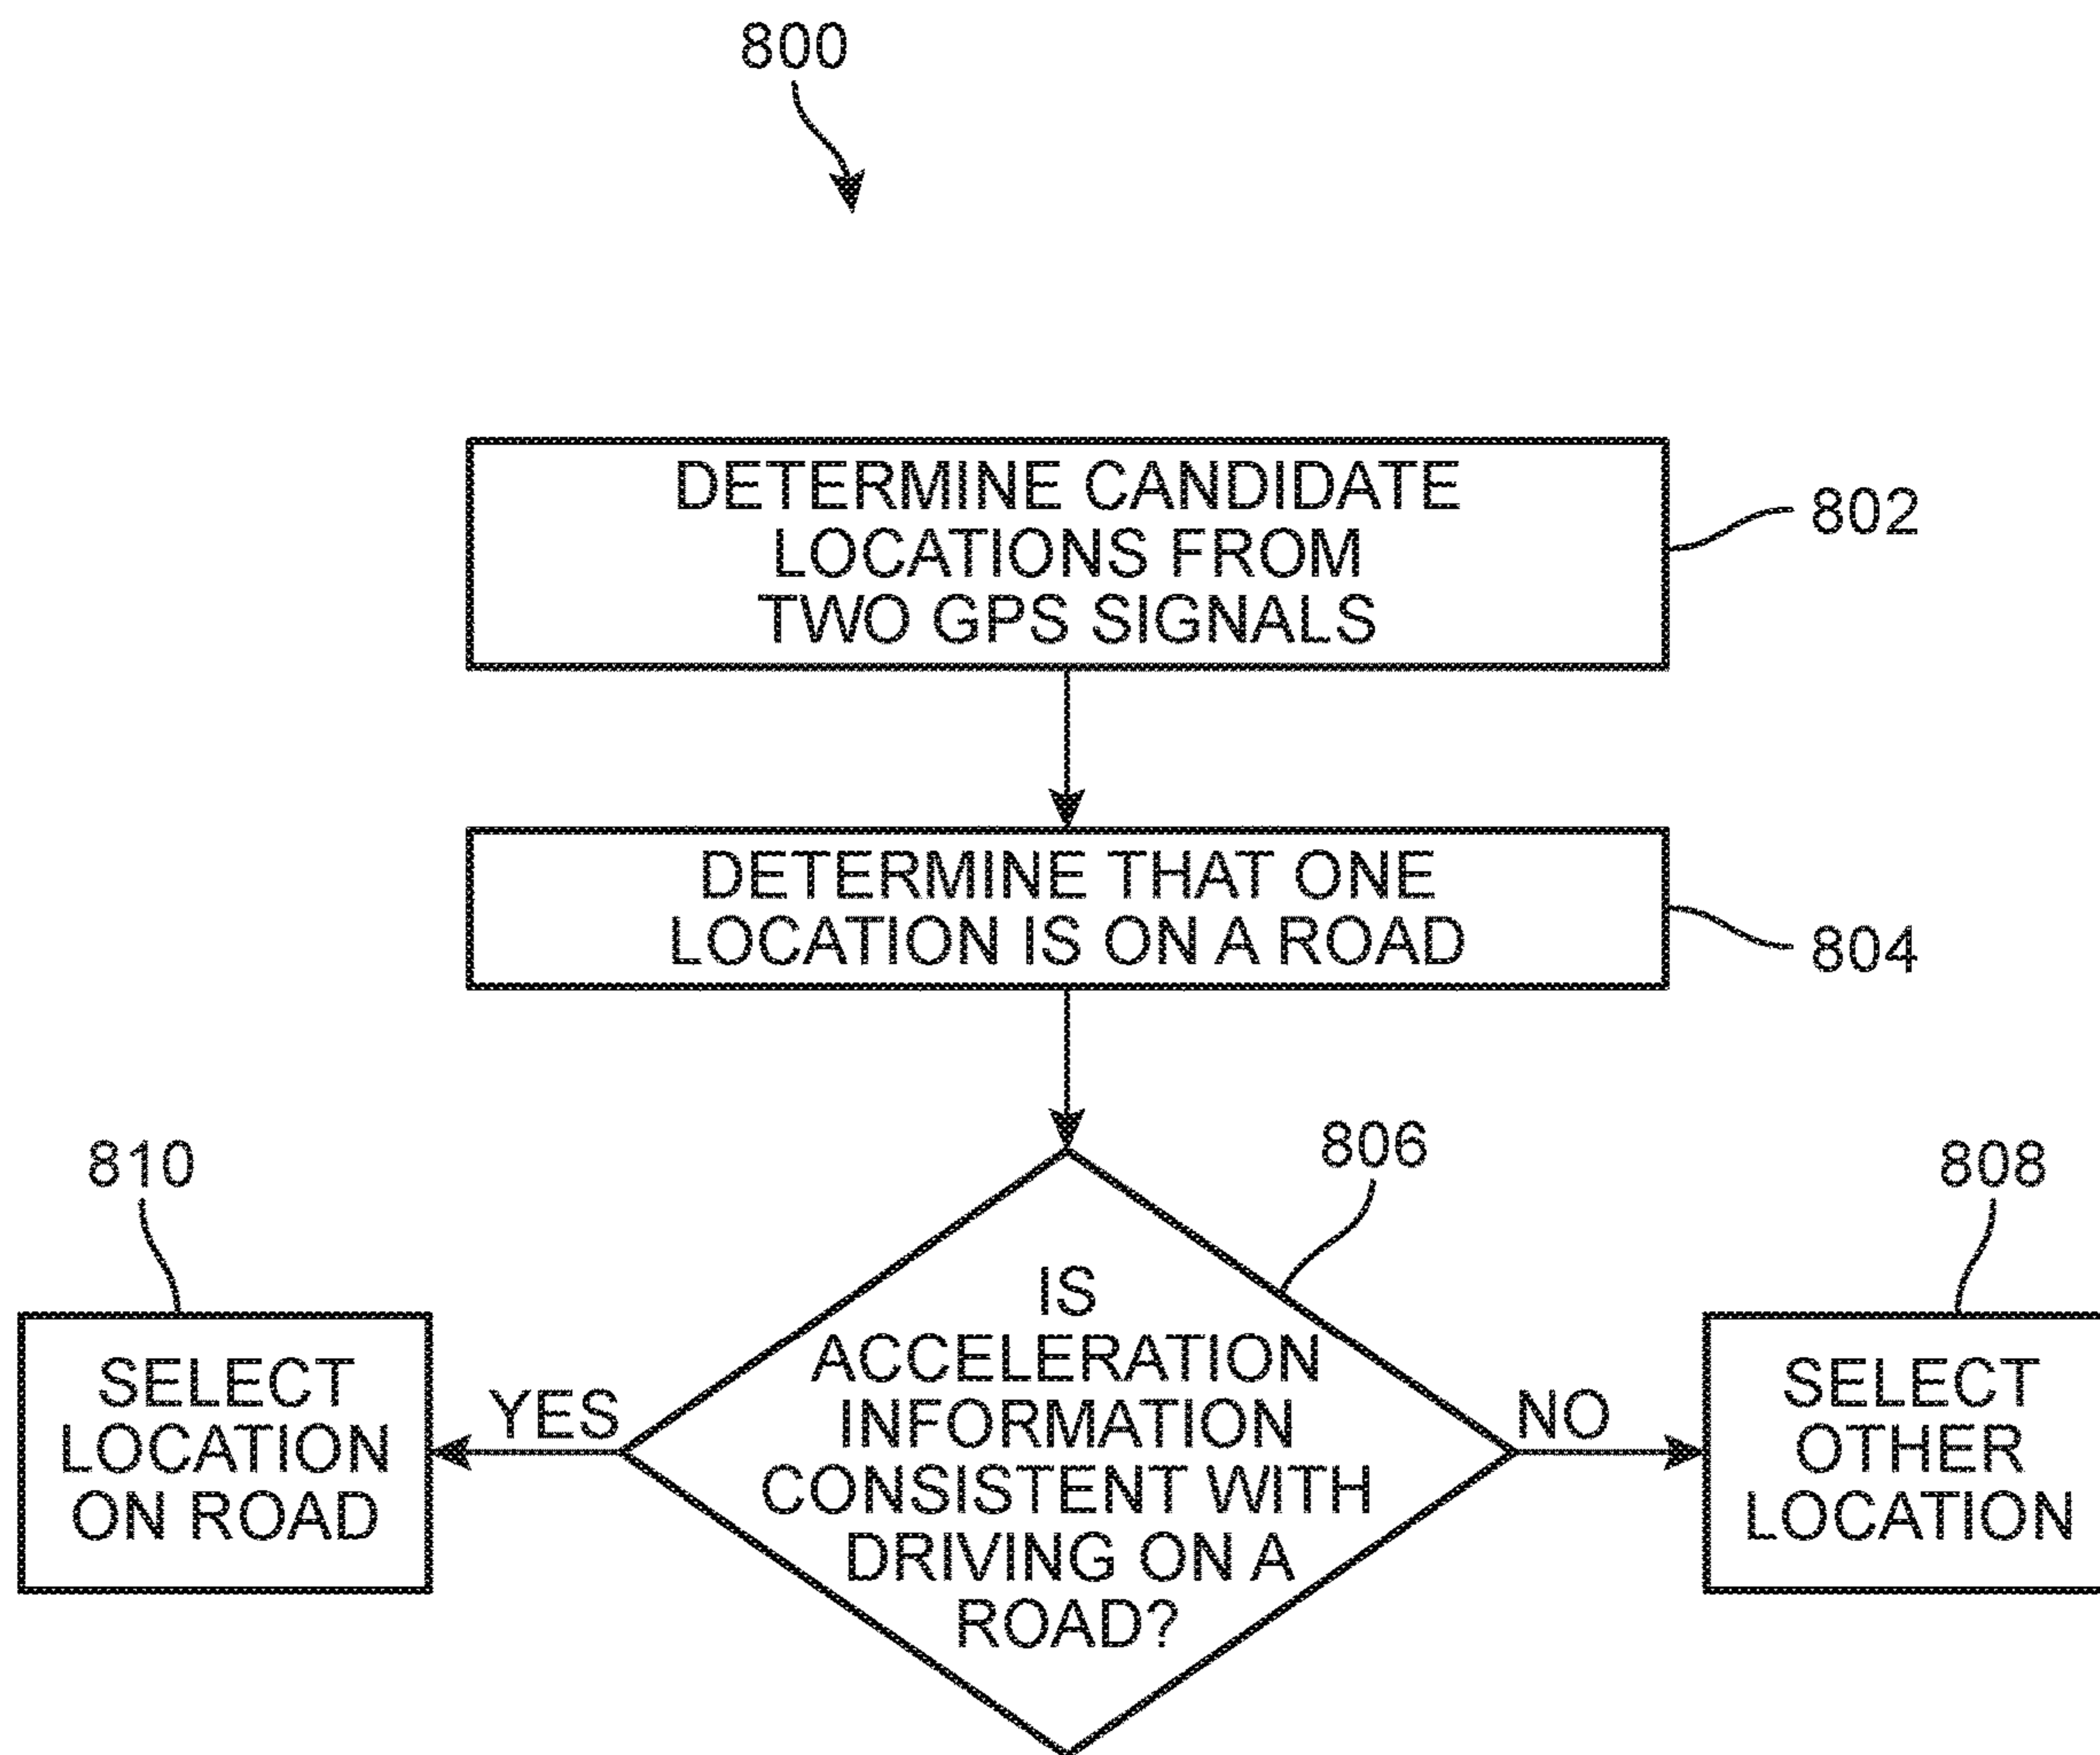 800
DETERMINE CANDIDATE
LOCATIONS FROM
TWO GPS SIGNALS
802
DETERMINE THAT ONE
LOCATION IS ON A ROAD
804
806
IS
ACCELERATION
INFORMATION
CONSISTENT WITH
DRIVING ON A
ROAD?
YES
810
SELECT
LOCATION
ON ROAD
NO
808
SELECT
OTHER
LOCATION